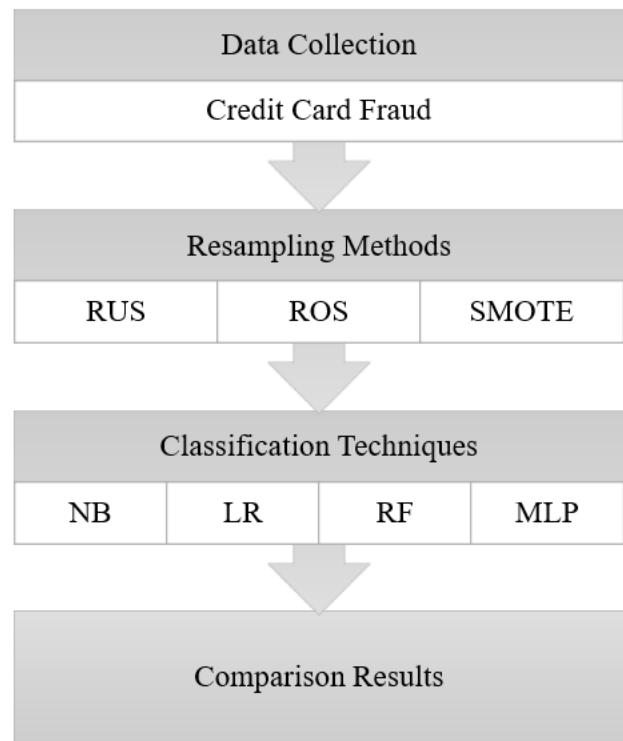 Data Collection
Credit Card Fraud
Resampling Methods
RUS ROS SMOTE
Classification Techniques
NB LR RF MLP
Comparison Results